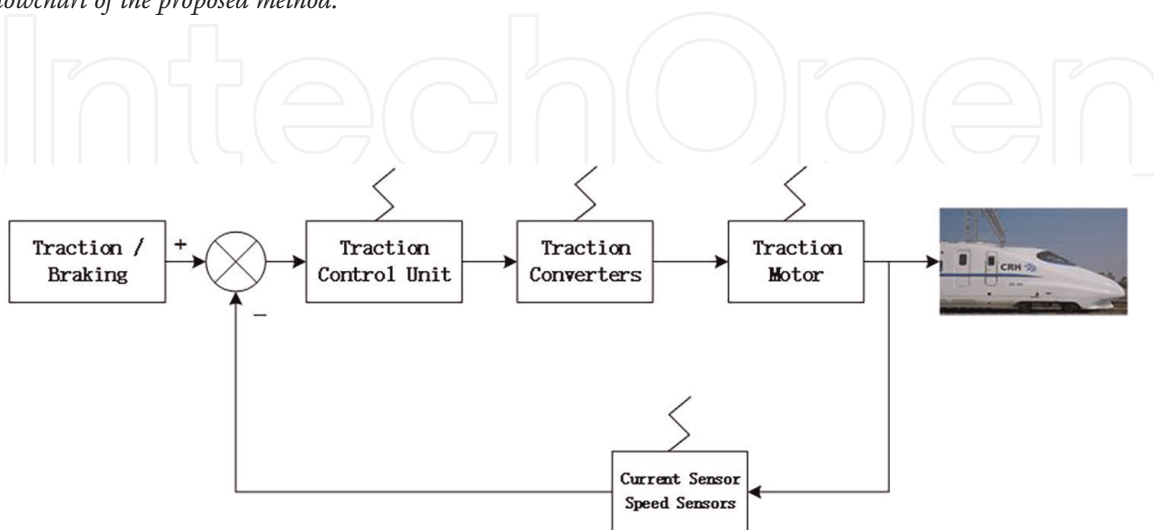 lowchart of the proposed method.
IntechOpen
Traction /
Braking
+
−
Traction
Control Unit
Traction
Converters
Traction
Motor
CRH
Current Sensor
Speed Sensors